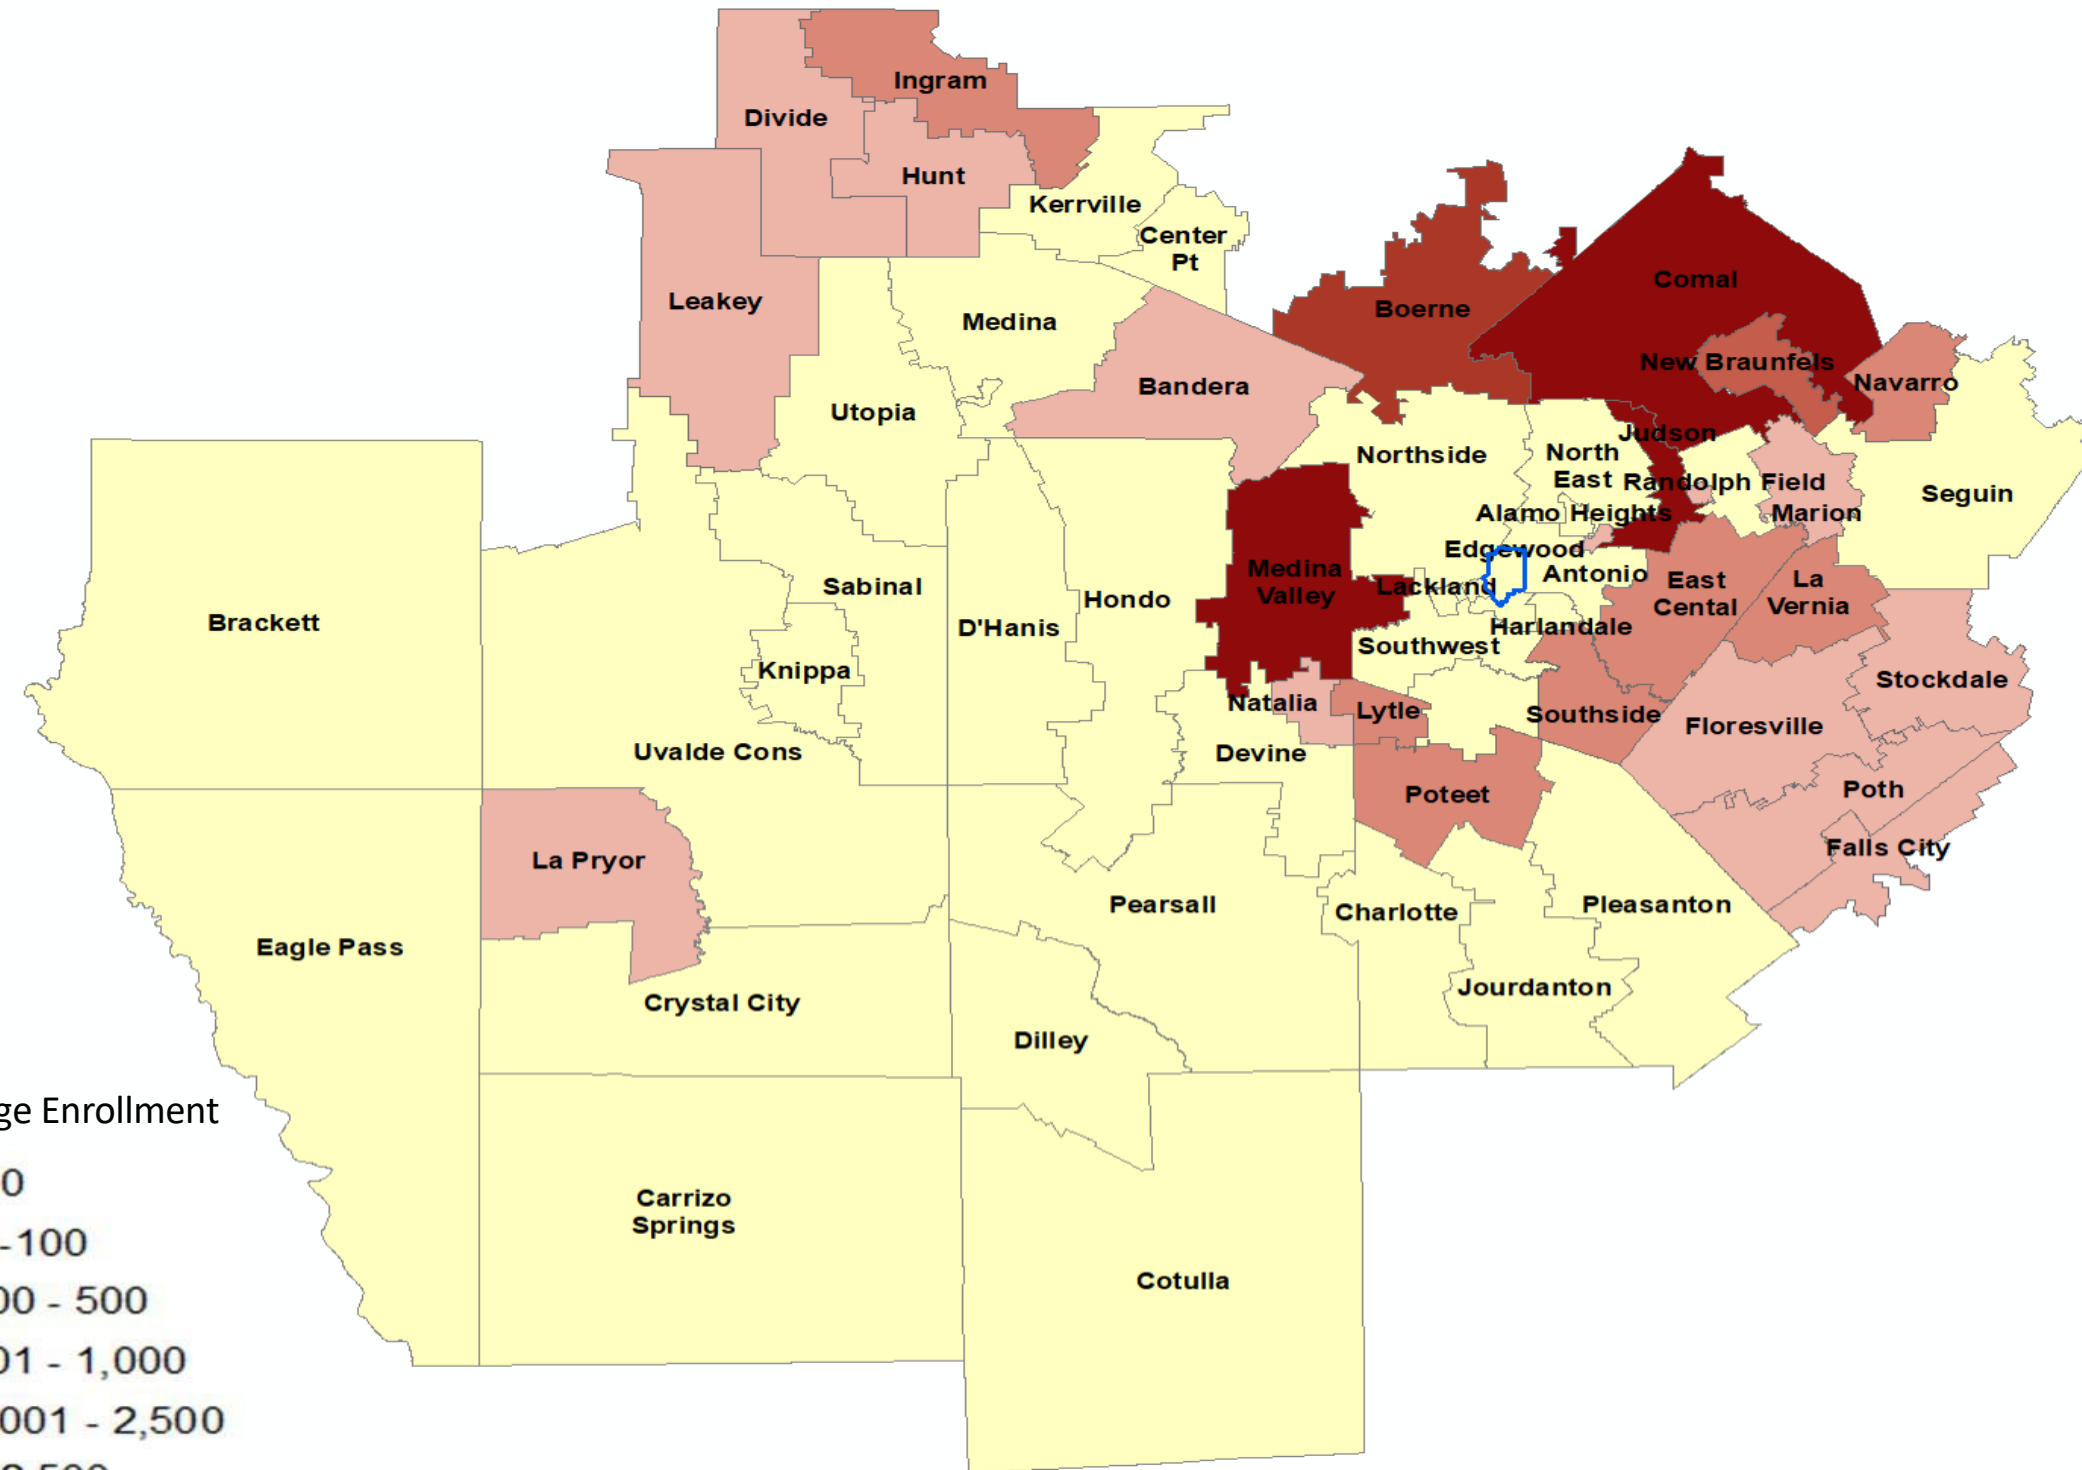 Ingram
Divide
Hunt
Kerrville
Center
Pt
Comal
Leakey
Boerne
Medina
New Braunfels
Navarro
Bandera
Utopia
Judson
Northside
North
East
Randolph Field
Seguin
Alamo Heights
Marion
Edgewood
Medina
Valley
Antonio
Lackland
East
Cental
La
Vernia
Sabinal
Hondo
Brackett
D'Hanis
Harlandale
Southwest
Knippa
Stockdale
Natalia
Lytle
Southside
Floresville
Uvalde Cons
Devine
Poteet
Poth
Falls City
La Pryor
Pearsall
Charlotte
Pleasanton
Eagle Pass
Jourdanton
Crystal City
Dilley
ge Enrollment
0
-100
00 - 500
01 - 1,000
001 - 2,500
Carrizo
Springs
Cotulla